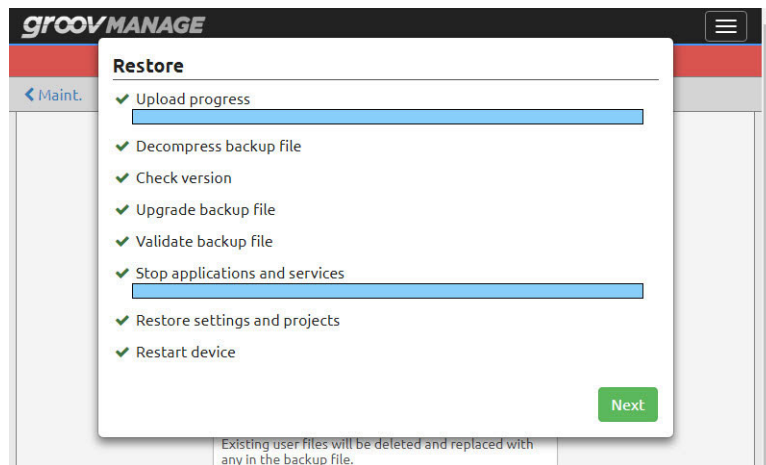 groov MANAGE
Restore
Maint.
Upload progress
Decompress backup file
Check version
Upgrade backup file
Validate backup file
Stop applications and services
Restore settings and projects
Restart device
Next
Existing user files will be deleted and replaced with
any in the backup file.